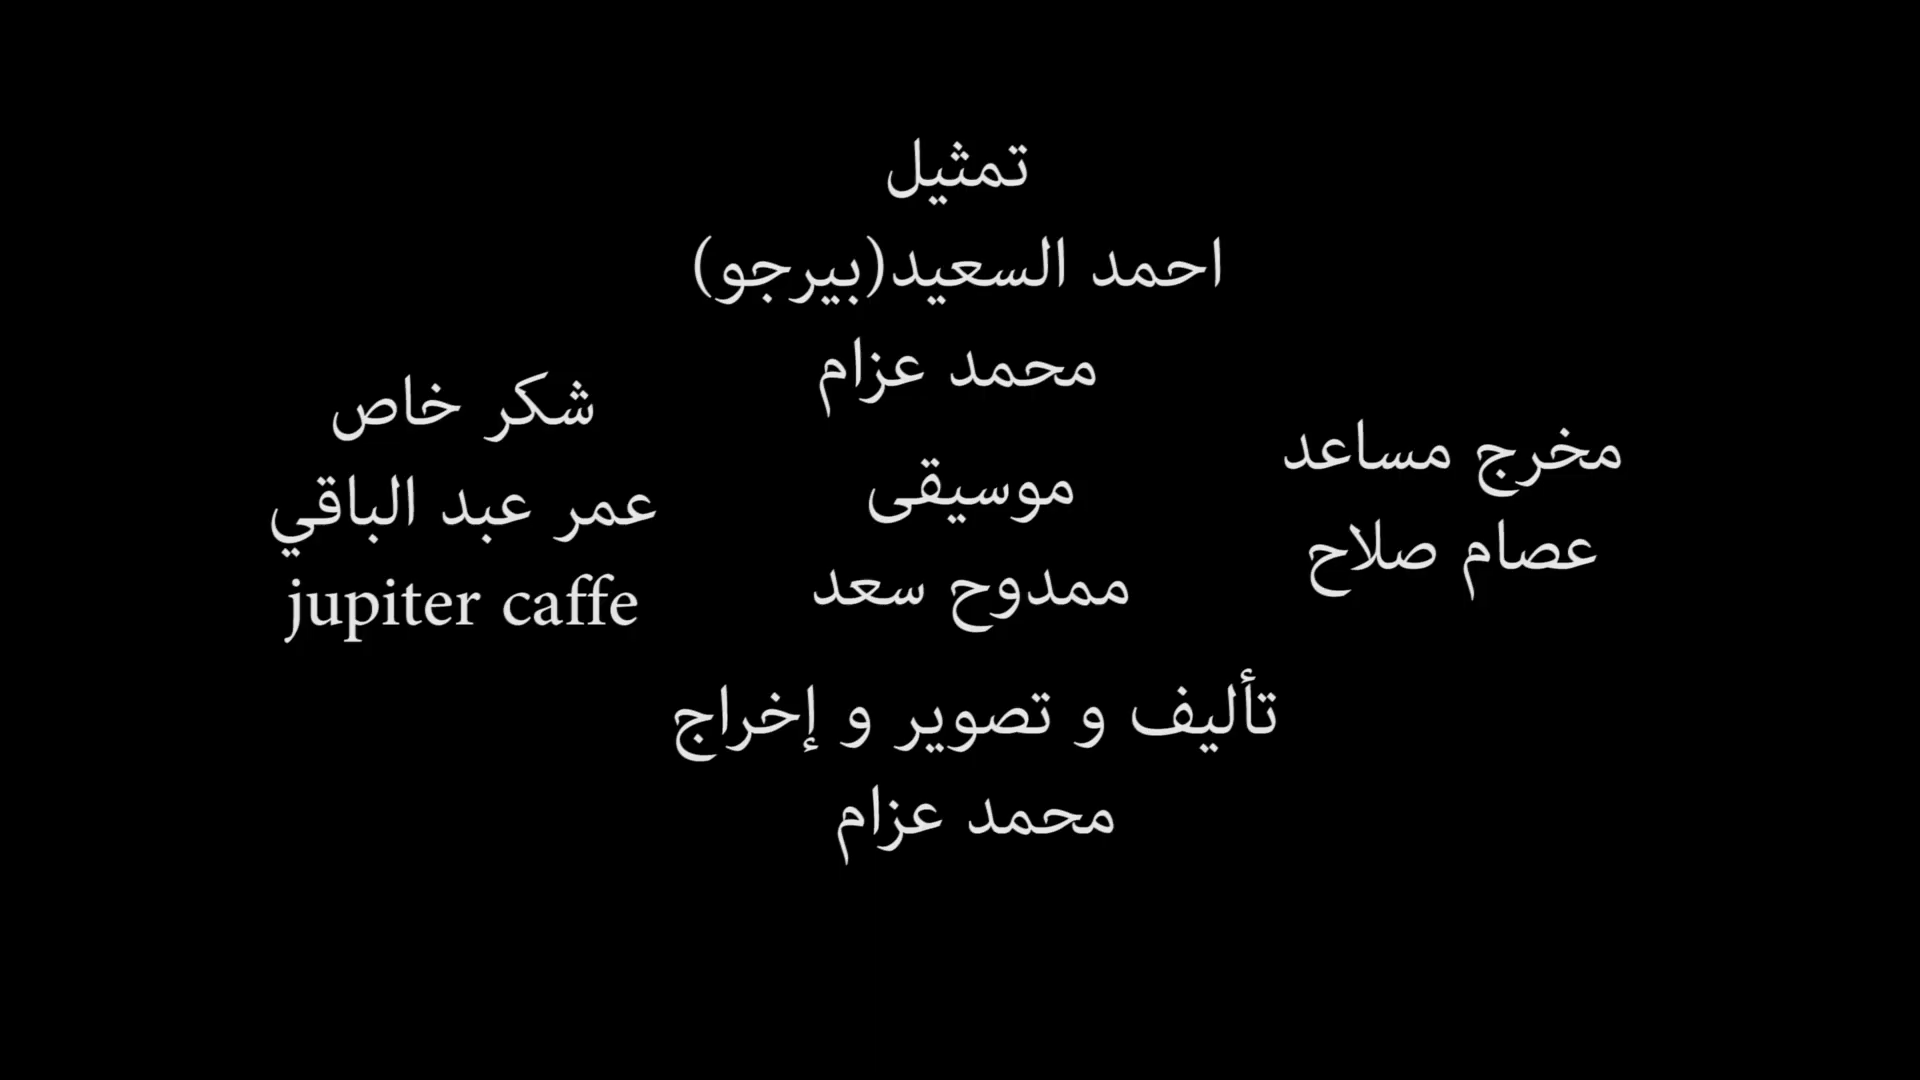 تمثيل
احمد السعيد(بيرجو)
محمد عزام
مخرج مساعد
عصام صلاح
موسيقى
ممدوح سعد
شكر خاص
عمر عبد الباقي
jupiter caffe
تأليف و تصوير و إخراج
محمد عزام